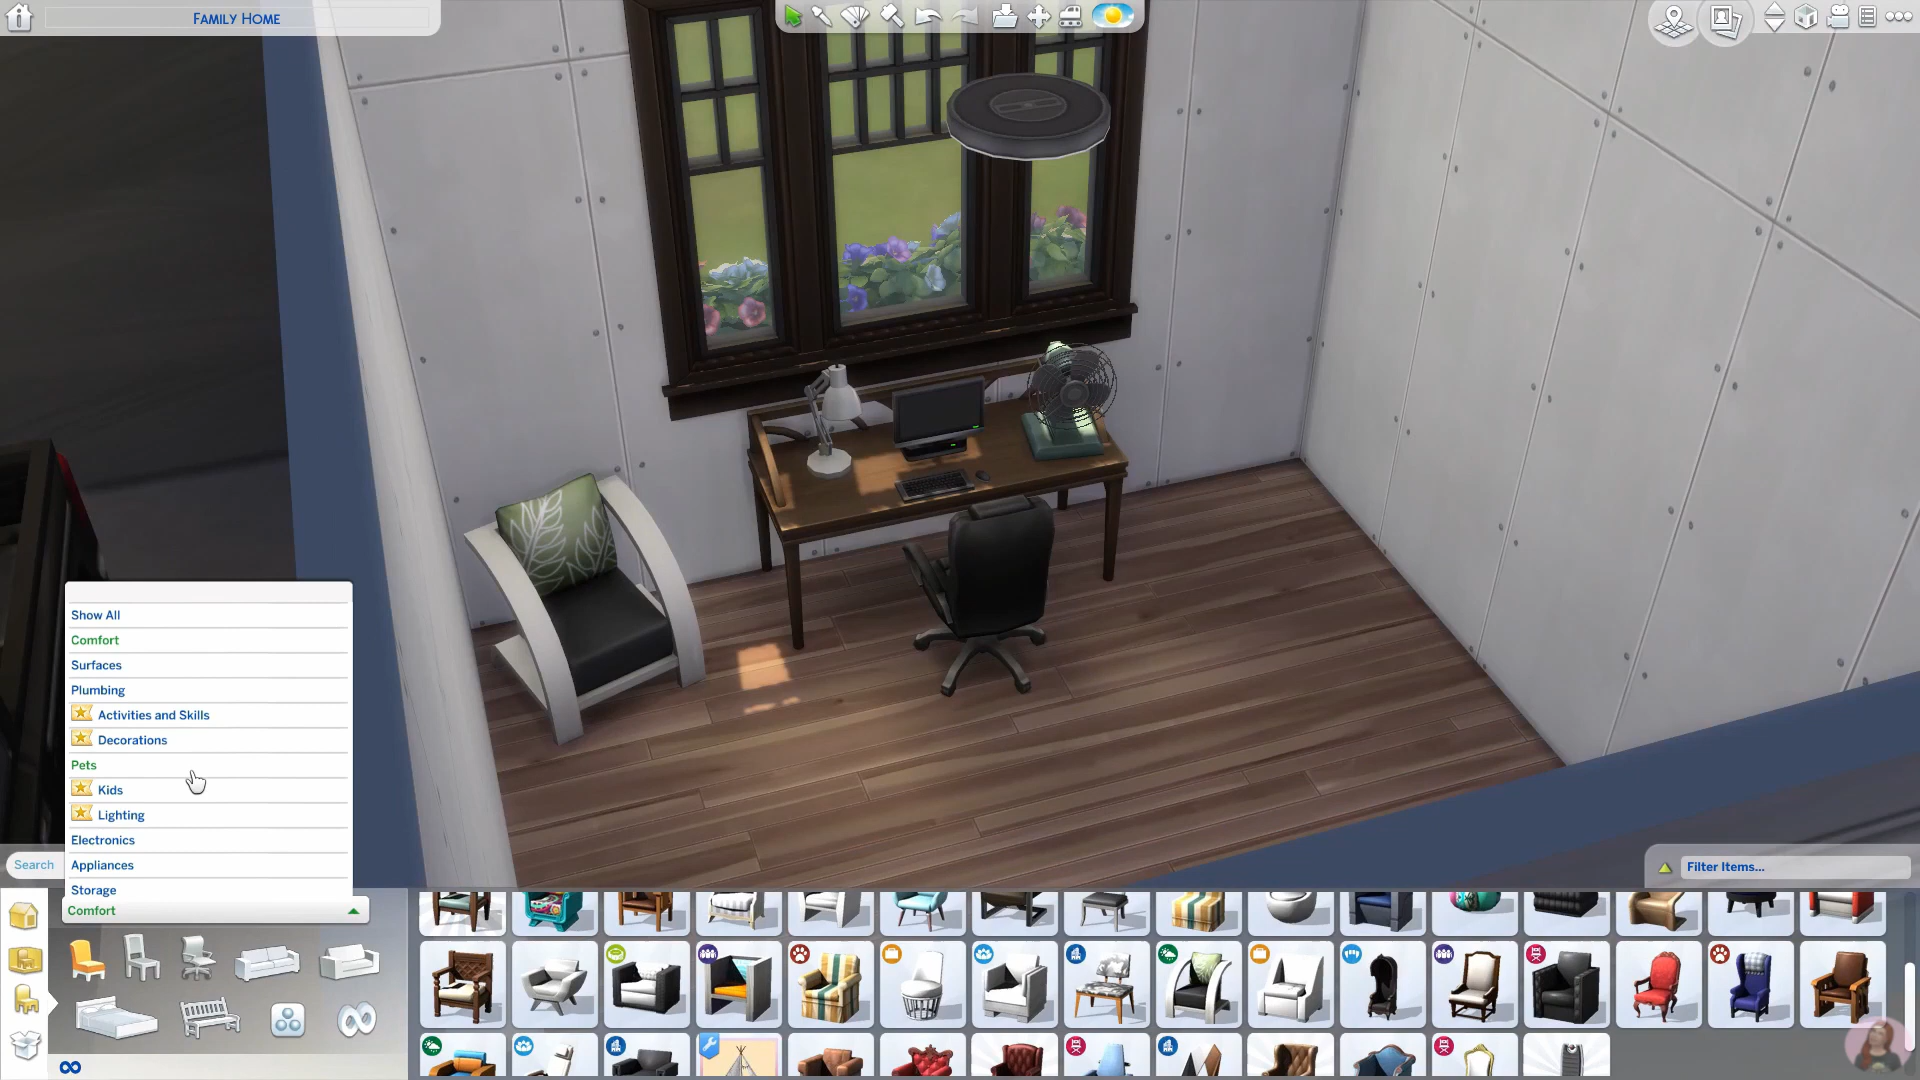 FAMILY HOME
Show All
Comfort
Surfaces
Plumbing
Activities and Skills
Decorations
Pets
Kids
Lighting
Electronics
Appliances
Storage
Search
Comfort
Filter Items...